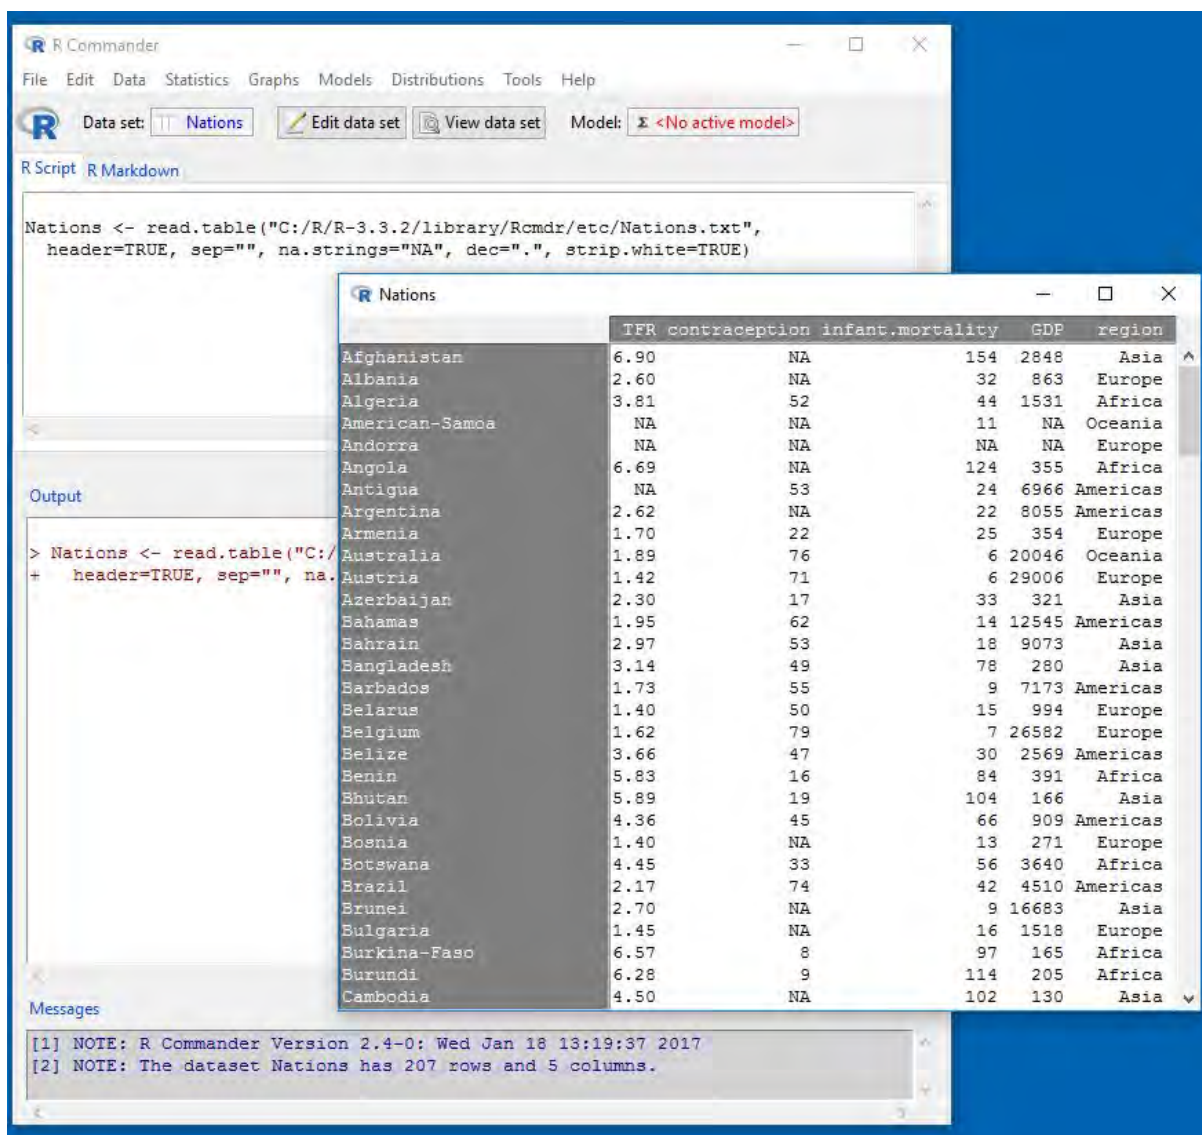 R Commander
File Edit Data Statistics Graphs Models Distributions Tools Help
Data set: Nations Edit data set View data set Model: Σ <No active model>
R Script R Markdown
Nations <- read.table("C:/R/R-3.3.2/library/Rcmdr/etc/Nations.txt",
header=TRUE, sep="", na.strings="NA", dec=".", strip.white=TRUE)
Output
> Nations <- read.table("C:/
+ header=TRUE, sep="", na.
Nations
TFR contraception infant.mortality GDP region
Afghanistan 6.90 NA 154 2848 Asia
Albania 2.60 NA 32 863 Europe
Algeria 3.81 52 44 1531 Africa
American-Samoa NA NA 11 NA Oceania
Andorra NA NA NA NA Europe
Angola 6.69 NA 124 355 Africa
Antigua NA 53 24 6966 Americas
Argentina 2.62 NA 22 8055 Americas
Armenia 1.70 22 25 354 Europe
Australia 1.89 76 6 20046 Oceania
Austria 1.42 71 6 29006 Europe
Azerbaijan 2.30 17 33 321 Asia
Bahamas 1.95 62 14 12545 Americas
Bahrain 2.97 53 18 9073 Asia
Bangladesh 3.14 49 78 280 Asia
Barbados 1.73 55 9 7173 Americas
Belarus 1.40 50 15 994 Europe
Belgium 1.62 79 7 26582 Europe
Belize 3.66 47 30 2569 Americas
Benin 5.83 16 84 391 Africa
Bhutan 5.89 19 104 166 Asia
Bolivia 4.36 45 66 909 Americas
Bosnia 1.40 NA 13 271 Europe
Botswana 4.45 33 56 3640 Africa
Brazil 2.17 74 42 4510 Americas
Brunei 2.70 NA 9 16683 Asia
Bulgaria 1.45 NA 16 1518 Europe
Burkina-Faso 6.57 8 97 165 Africa
Burundi 6.28 9 114 205 Africa
Cambodia 4.50 NA 102 130 Asia
Messages
[1] NOTE: R Commander Version 2.4-0: Wed Jan 18 13:19:37 2017
[2] NOTE: The dataset Nations has 207 rows and 5 columns.